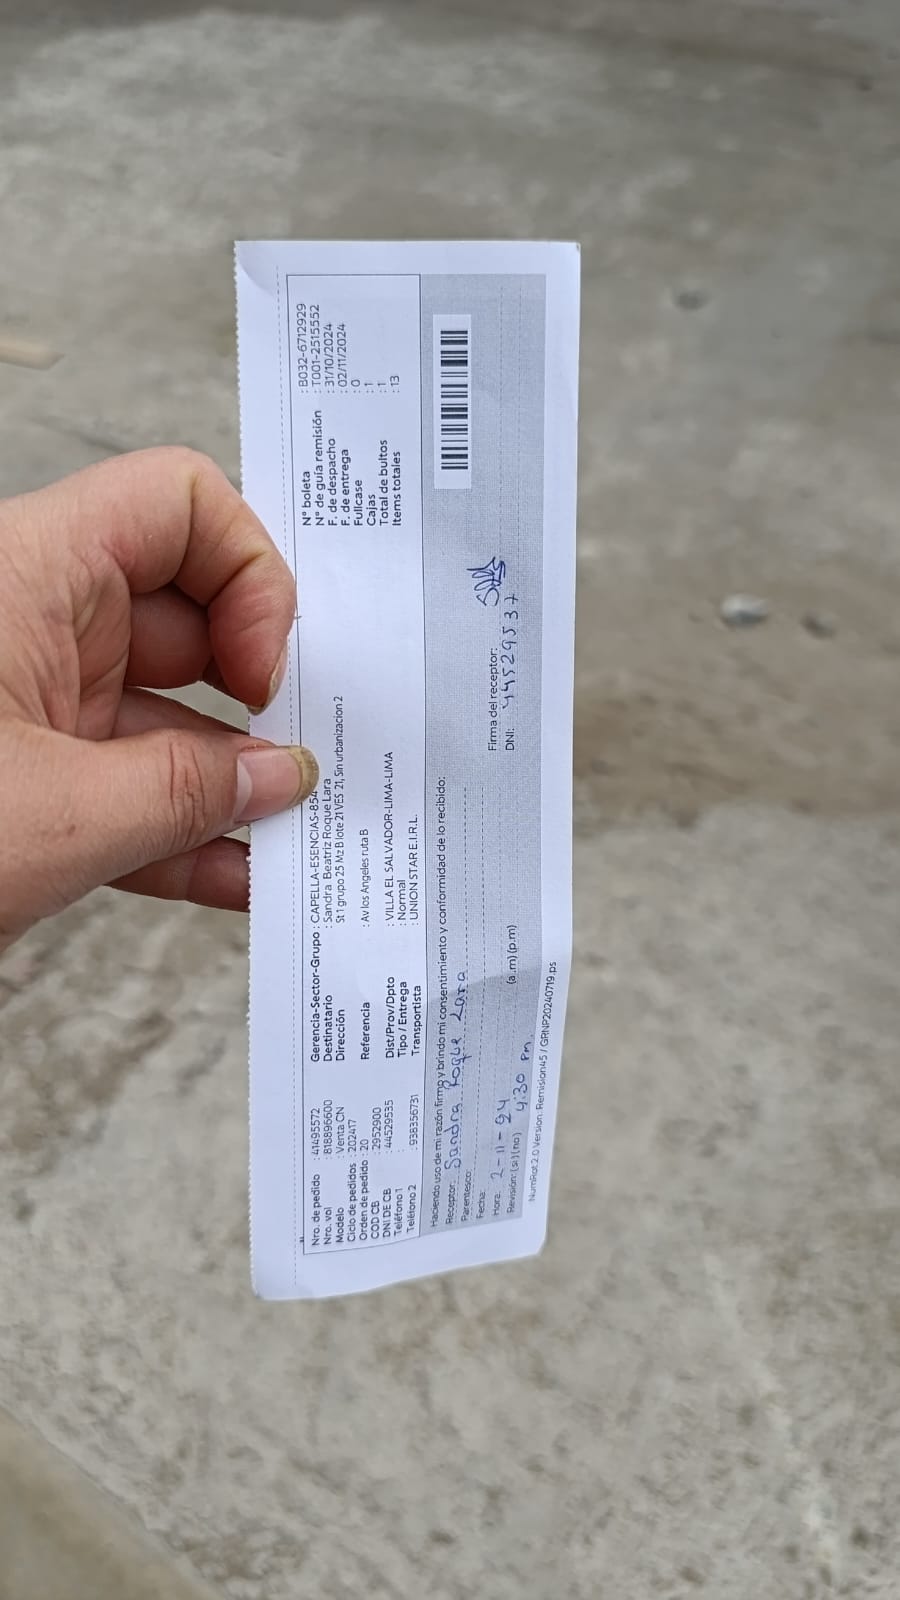 Nro. de pedido : 41495572
Nro. vol : 818896600
Modelo : Venta CN
Ciclo de pedidos : 202417
Orden de pedido : 20
COD CB : 2952900
DNI DE CB : 44529535
Teléfono 1 :
Teléfono 2 : 938356731
Gerencia-Sector-Grupo : CAPELLA-ESENCIAS-854
Destinatario : Sandra Beatriz Roque Lara
Dirección St 1 grupo 25 Mz B lote 21 VES 21, Sin urbanizacion 2
Referencia : Av los Angeles ruta B
Dist/Prov/Dpto : VILLA EL SALVADOR-LIMA-LIMA
Tipo / Entrega : Normal
Transportista : UNION STAR E.I.R.L.
N° boleta : B032-6712929
N° de guía remisión : T001-2515552
F. de despacho : 31/10/2024
F. de entrega : 02/11/2024
Fullcase : 0
Cajas : 1
Total de bultos : 1
Items totales : 13
Haciendo uso de mi razón firmo y brindo mi consentimiento y conformidad de lo recibido:
Receptor: Sandra Roque Lara
Parentesco:
Fecha: 2-11-24
Hora: 4:30 pm. (a.m) (p.m)
Revisión: (si) (no)
Firma del receptor:
DNI: 44529537
NumRot 2.0 Version: Remision45 / GRNP20240719.ps